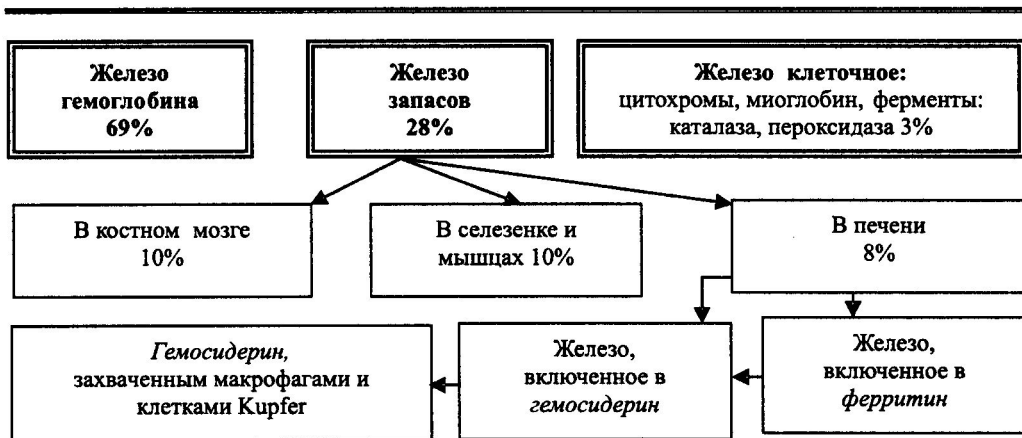 Железо
гемоглобина
69%
Железо
запасов
28%
Железо клеточное:
цитохромы, миоглобин, ферменты:
каталаза, пероксидаза 3%
В костном мозге
10%
В селезенке и
мышцах 10%
В печени
8%
Гемосидерин,
захваченным макрофагами и
клетками Kupfer
Железо,
включенное в
гемосидерин
Железо,
включенное в
ферритин